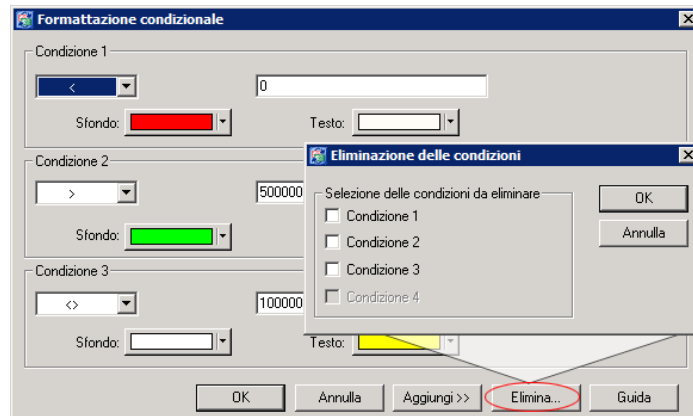 Formattazione condizionale
Condizione 1
<
0
Sfondo:
Testo:
Condizione 2
>
500000
Sfondo:
Condizione 3
<>
100000
Sfondo:
Testo:
Eliminazione delle condizioni
Selezione delle condizioni da eliminare
Condizione 1
Condizione 2
Condizione 3
Condizione 4
OK
Annulla
OK
Annulla
Aggiungi >>
Elimina...
Guida